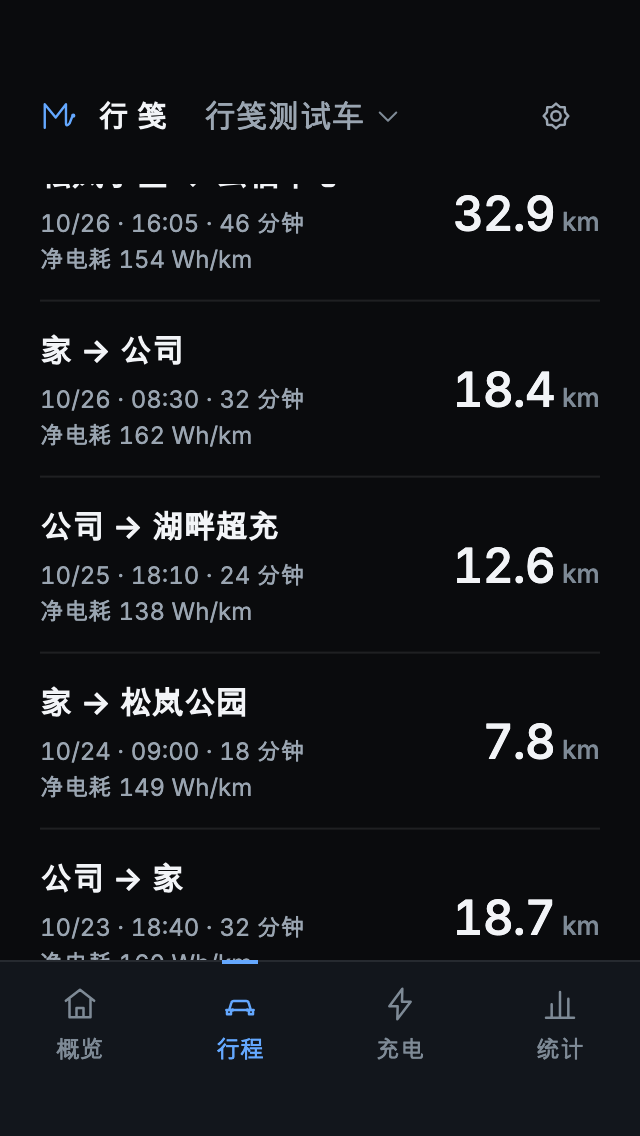 行笺 行笺测试车
10/26 · 16:05 · 46 分钟
32.9 km
净电耗 154 Wh/km
家 → 公司
10/26 · 08:30 · 32 分钟
18.4 km
净电耗 162 Wh/km
公司 → 湖畔超充
10/25 · 18:10 · 24 分钟
12.6 km
净电耗 138 Wh/km
家 → 松岚公园
10/24 · 09:00 · 18 分钟
7.8 km
净电耗 149 Wh/km
公司 → 家
10/23 · 18:40 · 32 分钟
18.7 km
概览 行程 充电 统计